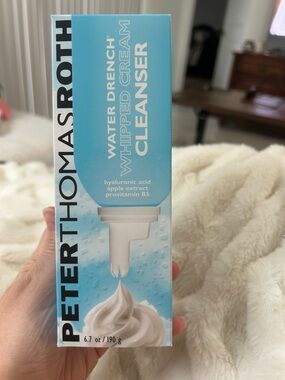 PETERTHOMASROTH
WATER DRENCH®
WHIPPED CREAM
CLEANSER
hyaluronic acid
apple extract
provitamin B5
6.7 oz / 190 g